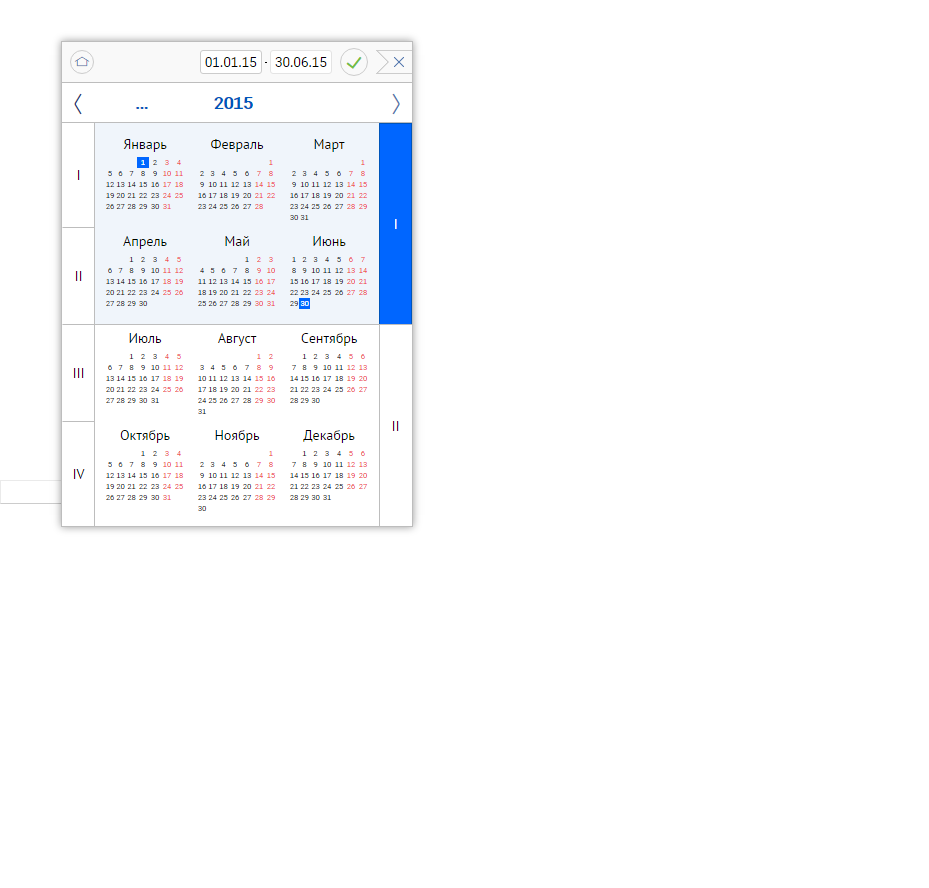 01.01.15 - 30.06.15
... 2015
Январь Февраль Март
1 2 3 4 1 1
5 6 7 8 9 10 11 2 3 4 5 6 7 8 2 3 4 5 6 7 8
I 12 13 14 15 16 17 18 9 10 11 12 13 14 15 9 10 11 12 13 14 15
19 20 21 22 23 24 25 16 17 18 19 20 21 22 16 17 18 19 20 21 22
26 27 28 29 30 31 23 24 25 26 27 28 23 24 25 26 27 28 29
30 31
I
Апрель Май Июнь
1 2 3 4 5 1 2 3 1 2 3 4 5 6 7
6 7 8 9 10 11 12 4 5 6 7 8 9 10 8 9 10 11 12 13 14
II 13 14 15 16 17 18 19 11 12 13 14 15 16 17 15 16 17 18 19 20 21
20 21 22 23 24 25 26 18 19 20 21 22 23 24 22 23 24 25 26 27 28
27 28 29 30 25 26 27 28 29 30 31 29 30
Июль Август Сентябрь
1 2 3 4 5 1 2 1 2 3 4 5 6
6 7 8 9 10 11 12 3 4 5 6 7 8 9 7 8 9 10 11 12 13
III 13 14 15 16 17 18 19 10 11 12 13 14 15 16 14 15 16 17 18 19 20
20 21 22 23 24 25 26 17 18 19 20 21 22 23 21 22 23 24 25 26 27
27 28 29 30 31 24 25 26 27 28 29 30 28 29 30
31
II
Октябрь Ноябрь Декабрь
1 2 3 4 1 1 2 3 4 5 6
5 6 7 8 9 10 11 2 3 4 5 6 7 8 7 8 9 10 11 12 13
IV 12 13 14 15 16 17 18 9 10 11 12 13 14 15 14 15 16 17 18 19 20
19 20 21 22 23 24 25 16 17 18 19 20 21 22 21 22 23 24 25 26 27
26 27 28 29 30 31 23 24 25 26 27 28 29 28 29 30 31
30